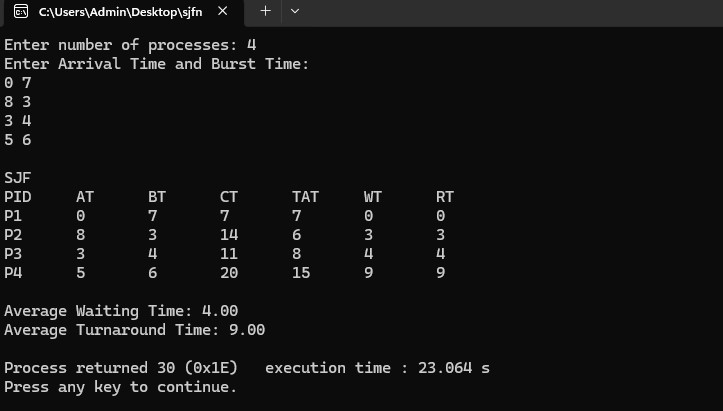 C:\Users\Admin\Desktop\sjfn
Enter number of processes: 4
Enter Arrival Time and Burst Time:
0 7
8 3
3 4
5 6
SJF
PID AT BT CT TAT WT RT
P1 0 7 7 7 0 0
P2 8 3 14 6 3 3
P3 3 4 11 8 4 4
P4 5 6 20 15 9 9
Average Waiting Time: 4.00
Average Turnaround Time: 9.00
Process returned 30 (0x1E) execution time : 23.064 s
Press any key to continue.